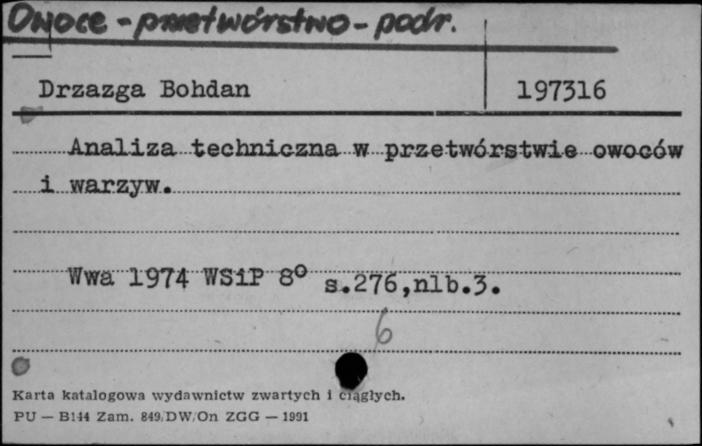 Owoce - przetwórstwo - podr.
Drzazga Bohdan 197316
Analiza techniczna w przetwórstwie owoców
i warzyw.
Wwa 1974 WSiP 8° s.276,nlb.3.
6
Karta katalogowa wydawnictw zwartych i ciągłych.
PU — B144 Zam. 849/DW/On ZGG — 1991